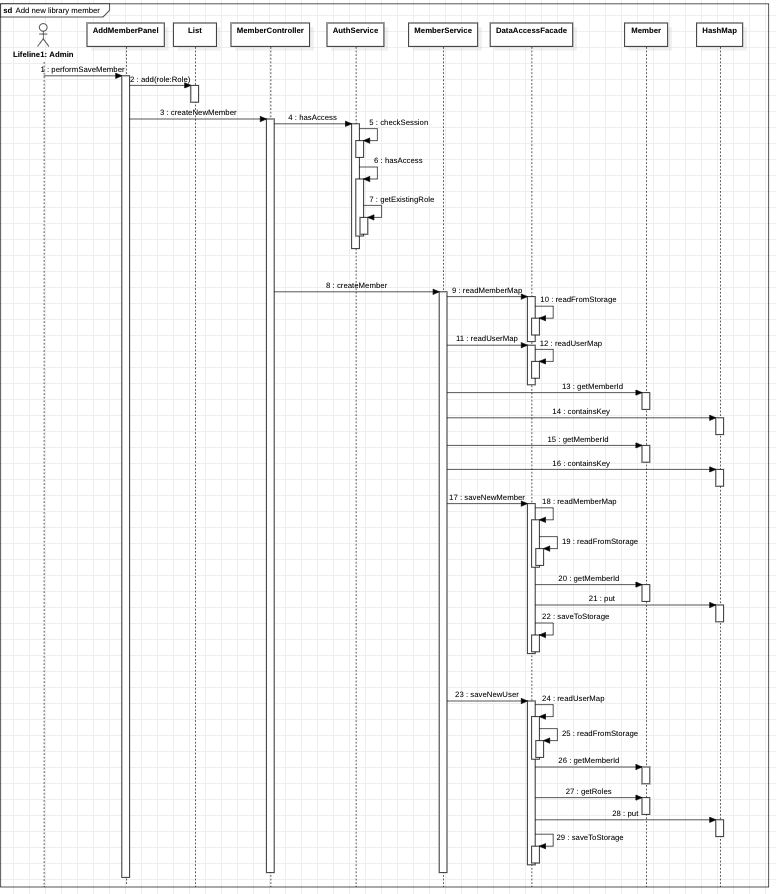 sd Add new library member
AddMemberPanel
List
MemberController
AuthService
MemberService
DataAccessFacade
Member
HashMap
Lifeline1: Admin
1 : performSaveMember
2 : add(role:Role)
3 : createNewMember
4 : hasAccess
5 : checkSession
6 : hasAccess
7 : getExistingRole
8 : createMember
9 : readMemberMap
10 : readFromStorage
11 : readUserMap
12 : readUserMap
13 : getMemberId
14 : containsKey
15 : getMemberId
16 : containsKey
17 : saveNewMember
18 : readMemberMap
19 : readFromStorage
20 : getMemberId
21 : put
22 : saveToStorage
23 : saveNewUser
24 : readUserMap
25 : readFromStorage
26 : getMemberId
27 : getRoles
28 : put
29 : saveToStorage